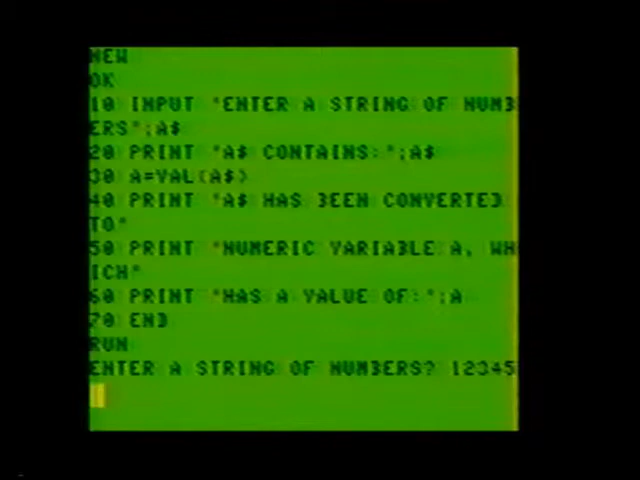 NEW
OK
10 INPUT "ENTER A STRING OF NUMB
ERS";A$
20 PRINT "A$ CONTAINS:";A$
30 A=VAL(A$)
40 PRINT "A$ HAS BEEN CONVERTED
TO"
50 PRINT "NUMERIC VARIABLE A, WH
ICH"
60 PRINT "HAS A VALUE OF:";A
70 END
RUN
ENTER A STRING OF NUMBERS? 12345